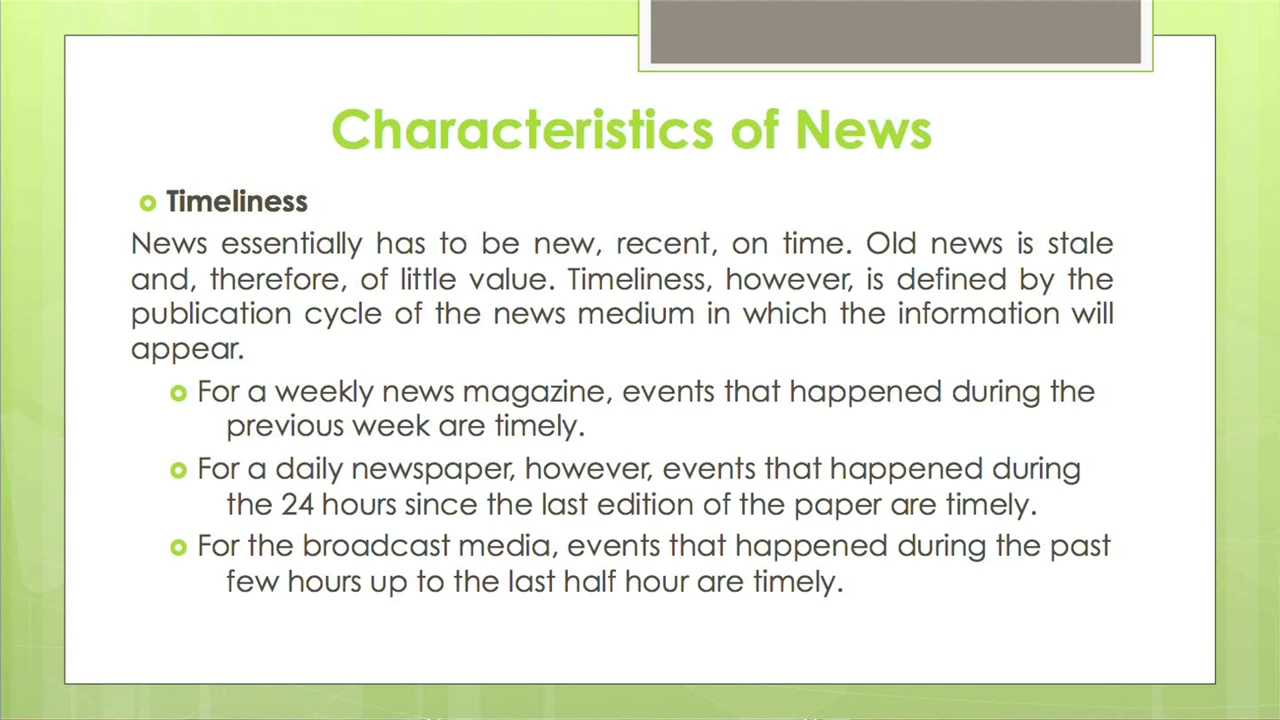 Characteristics of News
Timeliness
News essentially has to be new, recent, on time. Old news is stale
and, therefore, of little value. Timeliness, however, is defined by the
publication cycle of the news medium in which the information will
appear.
For a weekly news magazine, events that happened during the
previous week are timely.
For a daily newspaper, however, events that happened during
the 24 hours since the last edition of the paper are timely.
For the broadcast media, events that happened during the past
few hours up to the last half hour are timely.